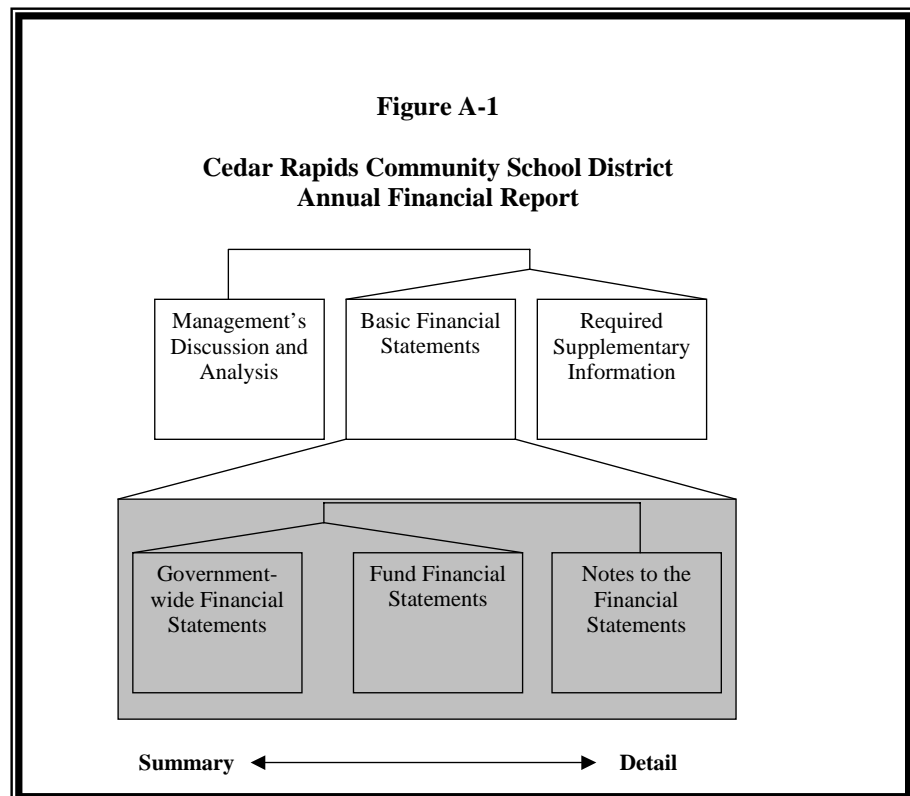 Figure A-1
Cedar Rapids Community School District
Annual Financial Report
Management’s
Discussion and
Analysis
Basic Financial
Statements
Required
Supplementary
Information
Government-
wide Financial
Statements
Fund Financial
Statements
Notes to the
Financial
Statements
Summary
Detail